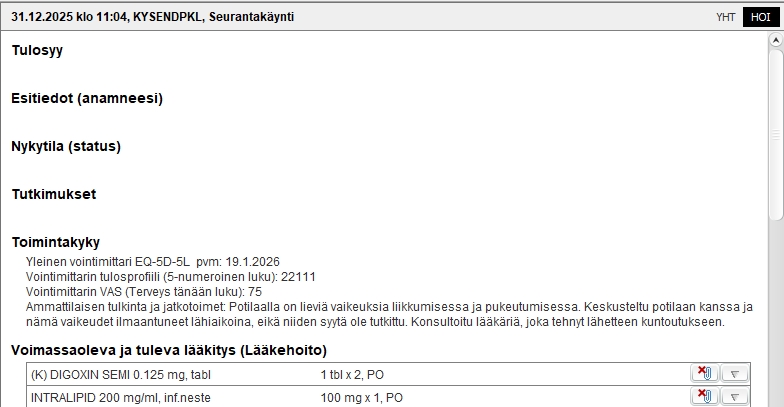 31.12.2025 klo 11:04, KYSENDPKL, Seurantakäynti
YHT HOI
Tulosyy
Esitiedot (anamneesi)
Nykytila (status)
Tutkimukset
Toimintakyky
Yleinen vointimittari EQ-5D-5L pvm: 19.1.2026
Vointimittarin tulosprofiili (5-numeroinen luku): 22111
Vointimittarin VAS (Terveys tänään luku): 75
Ammattilaisen tulkinta ja jatkotoimet: Potilaalla on lieviä vaikeuksia liikkumisessa ja pukeutumisessa. Keskusteltu potilaan kanssa ja
nämä vaikeudet ilmaantuneet lähiaikoina, eikä niiden syytä ole tutkittu. Konsultoitu lääkäriä, joka tehnyt lähetteen kuntoutukseen.
Voimassaoleva ja tuleva lääkitys (Lääkehoito)
(K) DIGOXIN SEMI 0.125 mg, tabl 1 tbl x 2, PO
INTRALIPID 200 mg/ml, inf.neste 100 mg x 1, PO